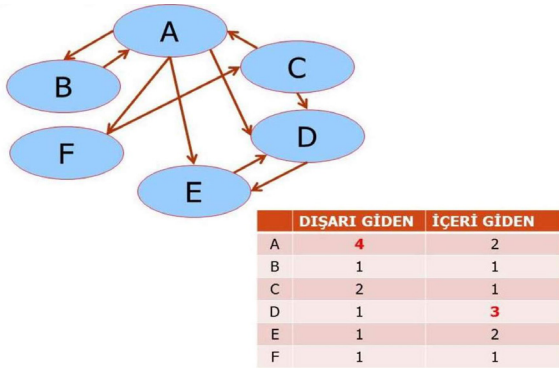 A
C
B
D
F
E
DIŞARI GİDEN İÇERİ GİDEN
A 4 2
B 1 1
C 2 1
D 1 3
E 1 2
F 1 1